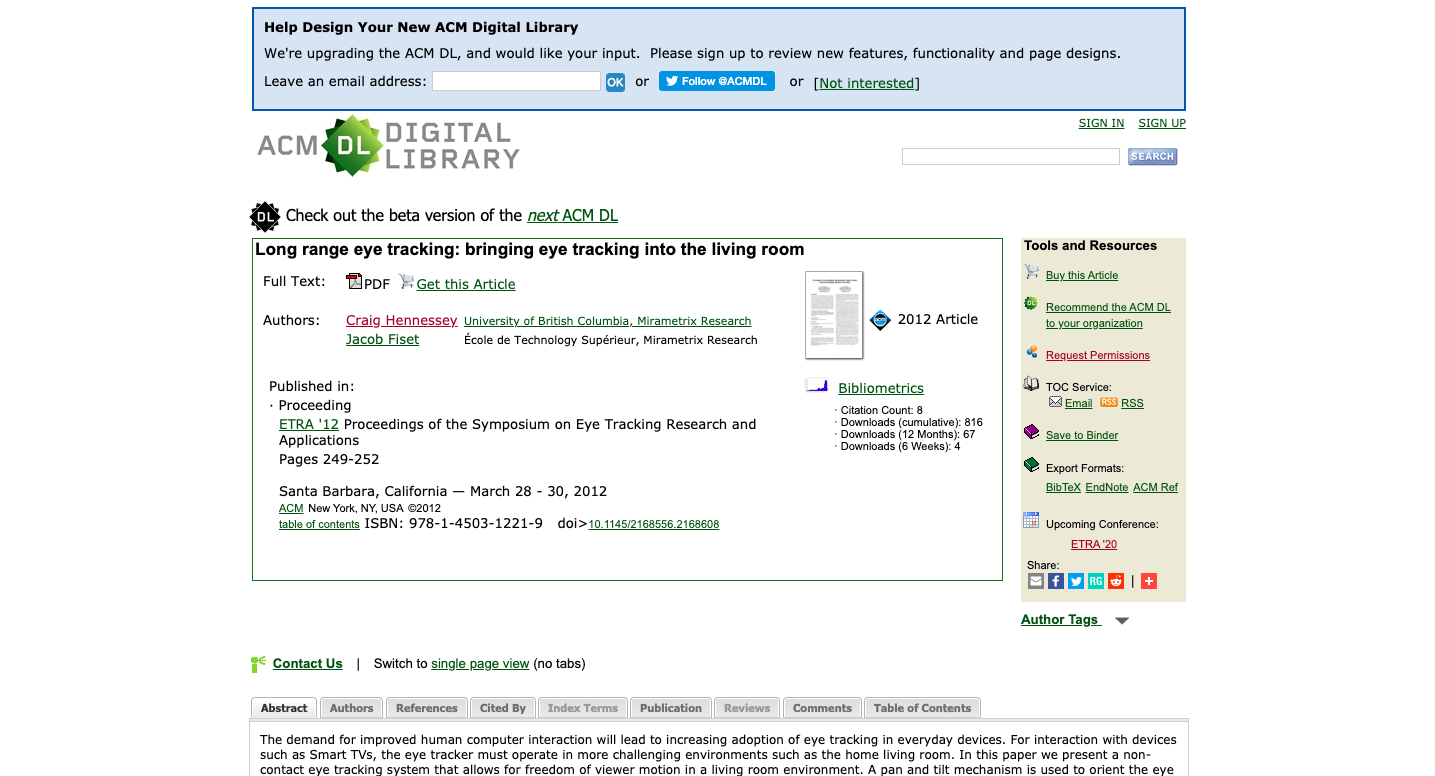 Help Design Your New ACM Digital Library
We're upgrading the ACM DL, and would like your input. Please sign up to review new features, functionality and page designs.
Leave an email address: OK or Follow @ACMDL or [Not interested]
SIGN IN SIGN UP
ACM DL DIGITAL LIBRARY
SEARCH
DL Check out the beta version of the next ACM DL
Long range eye tracking: bringing eye tracking into the living room
Full Text: PDF Get this Article
Authors: Craig Hennessey University of British Columbia, Mirametrix Research
Jacob Fiset École de Technology Supérieur, Mirametrix Research
2012 Article
Published in:
· Proceeding
ETRA '12 Proceedings of the Symposium on Eye Tracking Research and
Applications
Pages 249-252
Santa Barbara, California — March 28 - 30, 2012
ACM New York, NY, USA ©2012
table of contents ISBN: 978-1-4503-1221-9 doi>10.1145/2168556.2168608
Bibliometrics
· Citation Count: 8
· Downloads (cumulative): 816
· Downloads (12 Months): 67
· Downloads (6 Weeks): 4
Tools and Resources
Buy this Article
DL Recommend the ACM DL
to your organization
Request Permissions
TOC Service:
Email RSS RSS
Save to Binder
Export Formats:
BibTeX EndNote ACM Ref
Upcoming Conference:
ETRA '20
Share:
RG |
Author Tags
Contact Us | Switch to single page view (no tabs)
Abstract Authors References Cited By Index Terms Publication Reviews Comments Table of Contents
The demand for improved human computer interaction will lead to increasing adoption of eye tracking in everyday devices. For interaction with devices
such as Smart TVs, the eye tracker must operate in more challenging environments such as the home living room. In this paper we present a non-
contact eye tracking system that allows for freedom of viewer motion in a living room environment. A pan and tilt mechanism is used to orient the eye